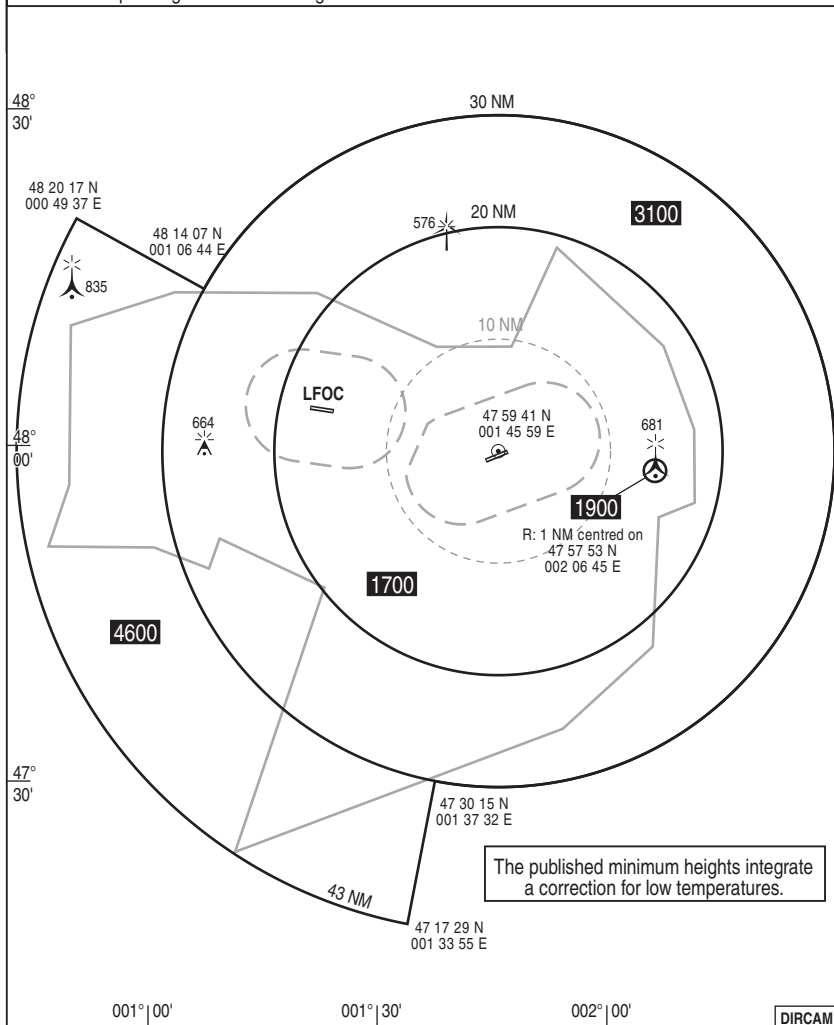 48°
30'
30 NM
48 20 17 N
000 49 37 E
48 14 07 N
001 06 44 E
576
20 NM
3100
835
10 NM
LFOC
664
47 59 41 N
001 45 59 E
681
48°
00'
1900
R: 1 NM centred on
47 57 53 N
002 06 45 E
1700
4600
47°
30'
47 30 15 N
001 37 32 E
The published minimum heights integrate
a correction for low temperatures.
43 NM
47 17 29 N
001 33 55 E
001° 00'
001° 30'
002° 00'
DIRCAM